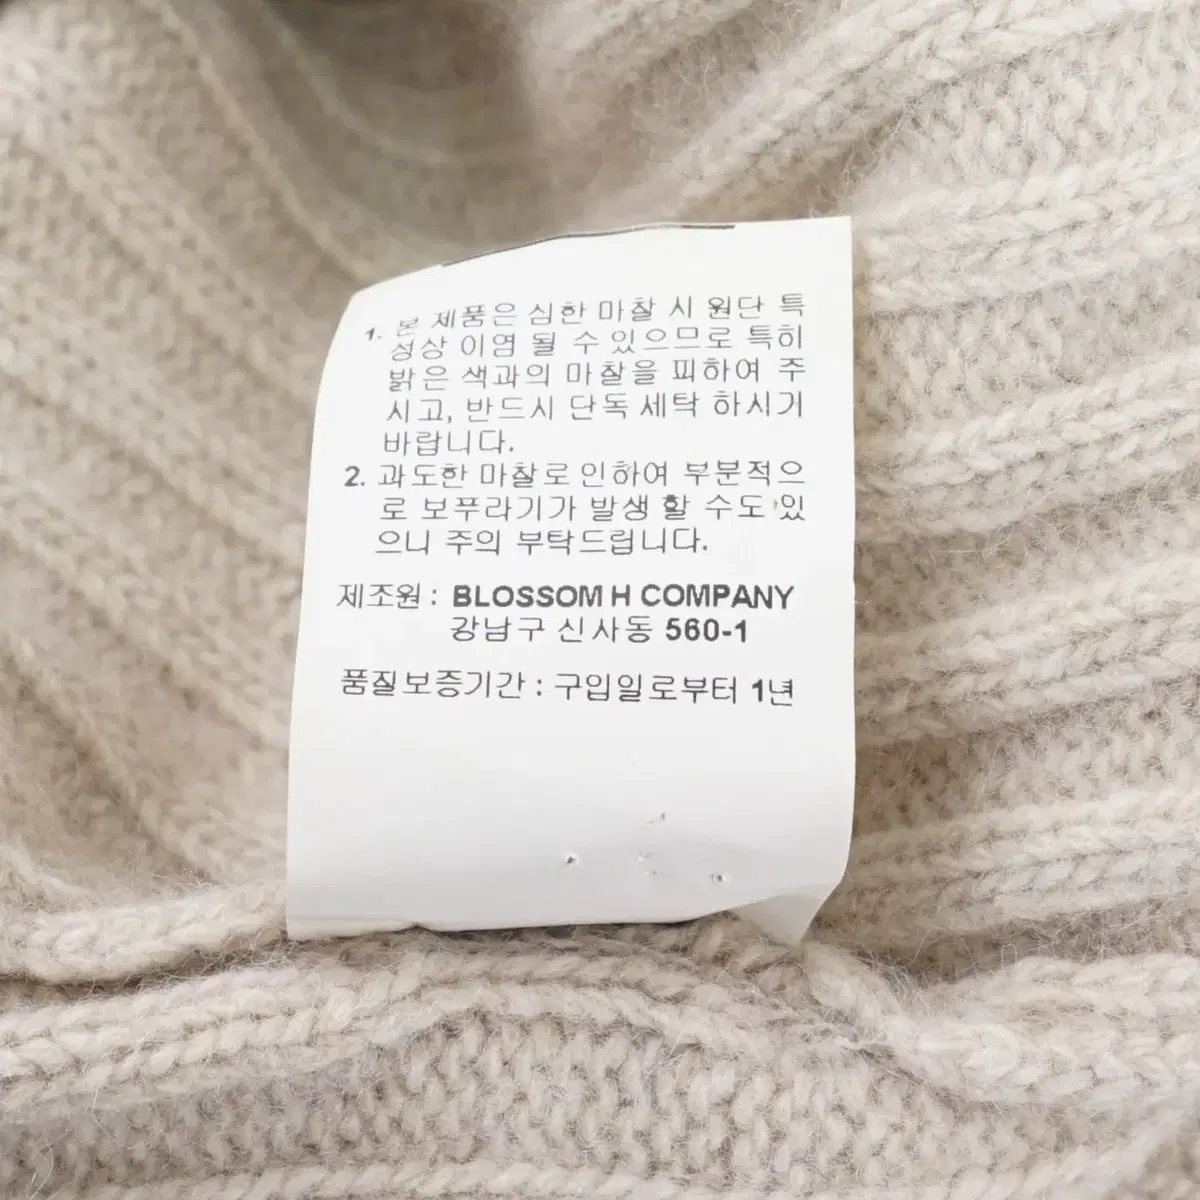 1. 본 제품은 심한 마찰 시 원단 특
성상 이염 될 수 있으므로 특히
밝은 색과의 마찰을 피하여 주
시고, 반드시 단독 세탁 하시기
바랍니다.
2. 과도한 마찰로 인하여 부분적으
로 보푸라기가 발생 할 수도 있
으니 주의 부탁드립니다.
제조원 : BLOSSOM H COMPANY
강남구 신사동 560-1
품질보증기간 : 구입일로부터 1년